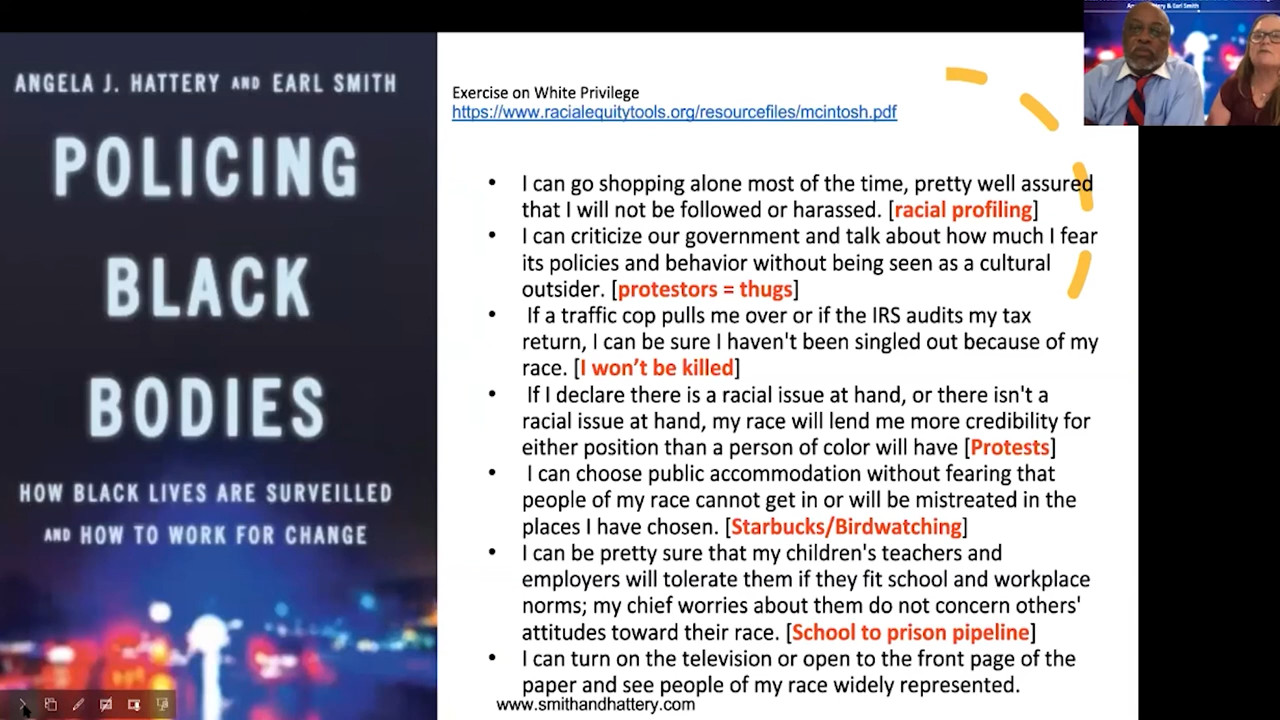 ANGELA J. HATTERY AND EARL SMITH
POLICING
BLACK
BODIES
HOW BLACK LIVES ARE SURVEILLED
AND HOW TO WORK FOR CHANGE
Exercise on White Privilege
https://www.racialequitytools.org/resourcefiles/mcintosh.pdf
• I can go shopping alone most of the time, pretty well assured
that I will not be followed or harassed. [racial profiling]
• I can criticize our government and talk about how much I fear
its policies and behavior without being seen as a cultural
outsider. [protestors = thugs]
• If a traffic cop pulls me over or if the IRS audits my tax
return, I can be sure I haven't been singled out because of my
race. [I won’t be killed]
• If I declare there is a racial issue at hand, or there isn't a
racial issue at hand, my race will lend me more credibility for
either position than a person of color will have [Protests]
• I can choose public accommodation without fearing that
people of my race cannot get in or will be mistreated in the
places I have chosen. [Starbucks/Birdwatching]
• I can be pretty sure that my children's teachers and
employers will tolerate them if they fit school and workplace
norms; my chief worries about them do not concern others'
attitudes toward their race. [School to prison pipeline]
• I can turn on the television or open to the front page of the
paper and see people of my race widely represented.
www.smithandhattery.com
& Earl Smith